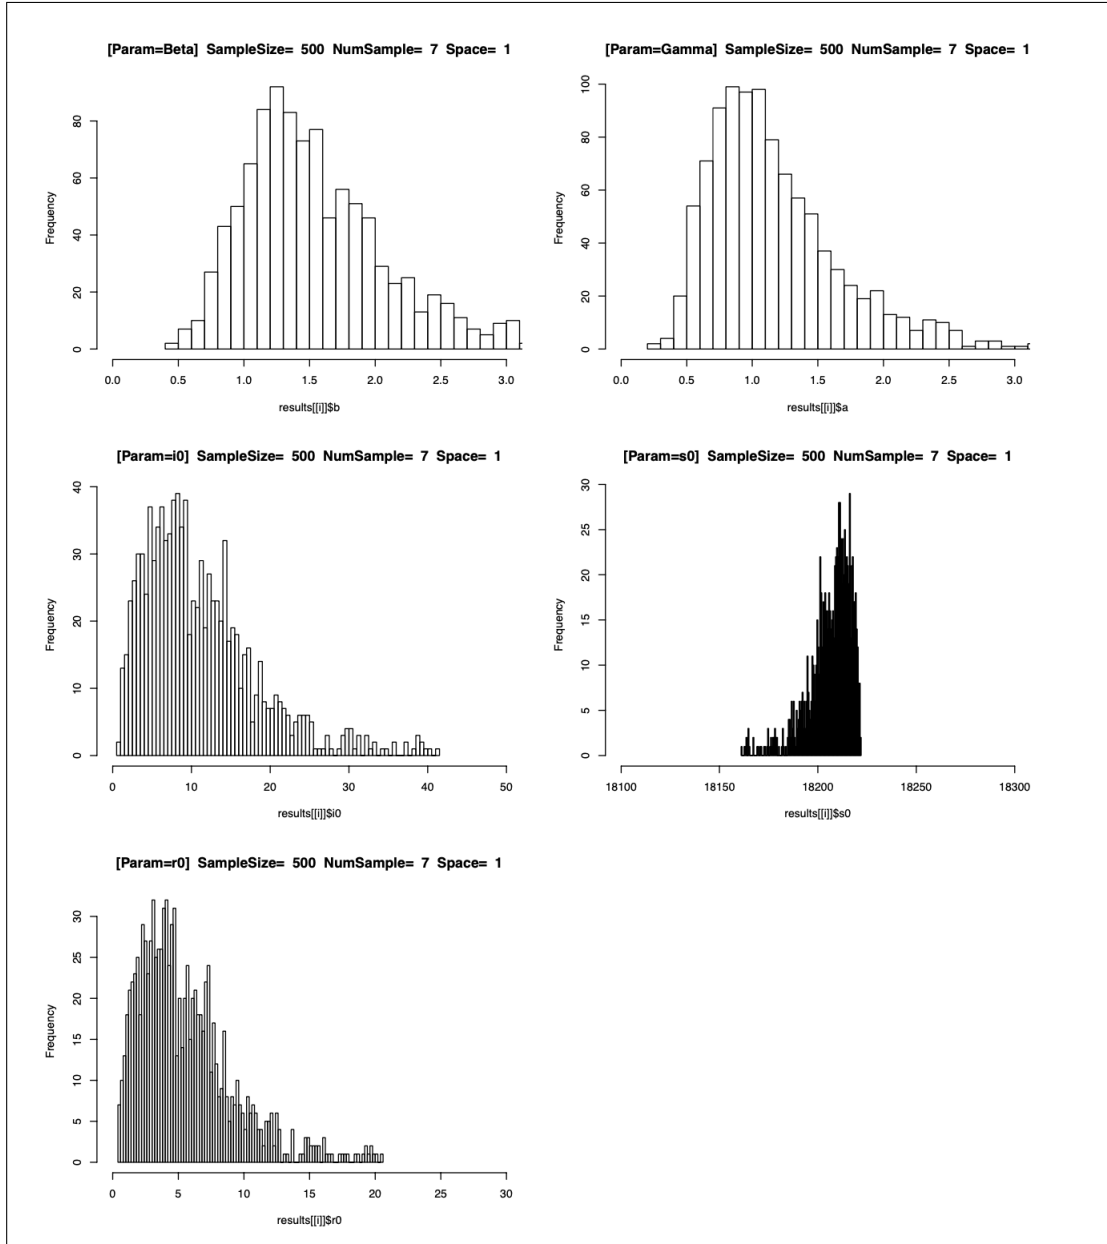 [Param=Beta] SampleSize= 500 NumSample= 7 Space= 1
Frequency
0 20 40 60 80
0.0 0.5 1.0 1.5 2.0 2.5 3.0
results[[i]]$b
[Param=Gamma] SampleSize= 500 NumSample= 7 Space= 1
Frequency
0 20 40 60 80 100
0.0 0.5 1.0 1.5 2.0 2.5 3.0
results[[i]]$a
[Param=i0] SampleSize= 500 NumSample= 7 Space= 1
Frequency
0 10 20 30 40
0 10 20 30 40 50
results[[i]]$i0
[Param=s0] SampleSize= 500 NumSample= 7 Space= 1
Frequency
0 5 10 15 20 25 30
18100 18150 18200 18250 18300
results[[i]]$s0
[Param=r0] SampleSize= 500 NumSample= 7 Space= 1
Frequency
0 5 10 15 20 25 30
0 5 10 15 20 25 30
results[[i]]$r0